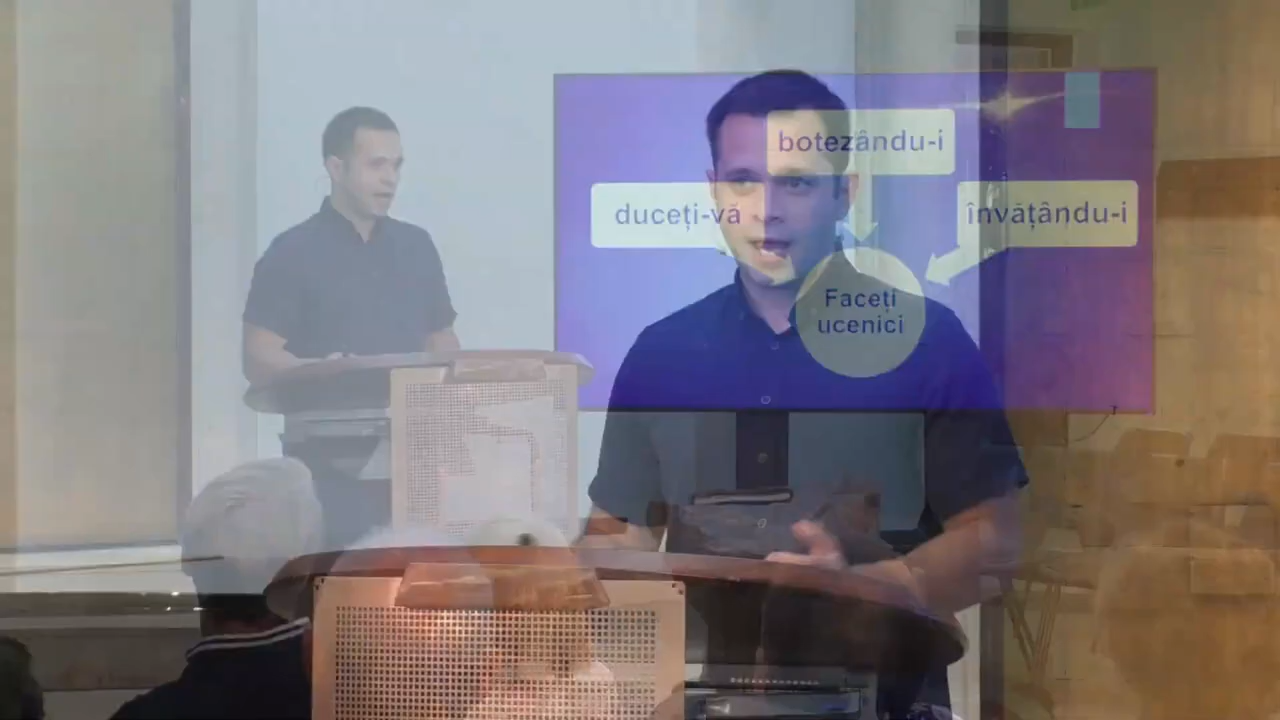 botezându-i
duceți-vă
învățându-i
Faceți
ucenici